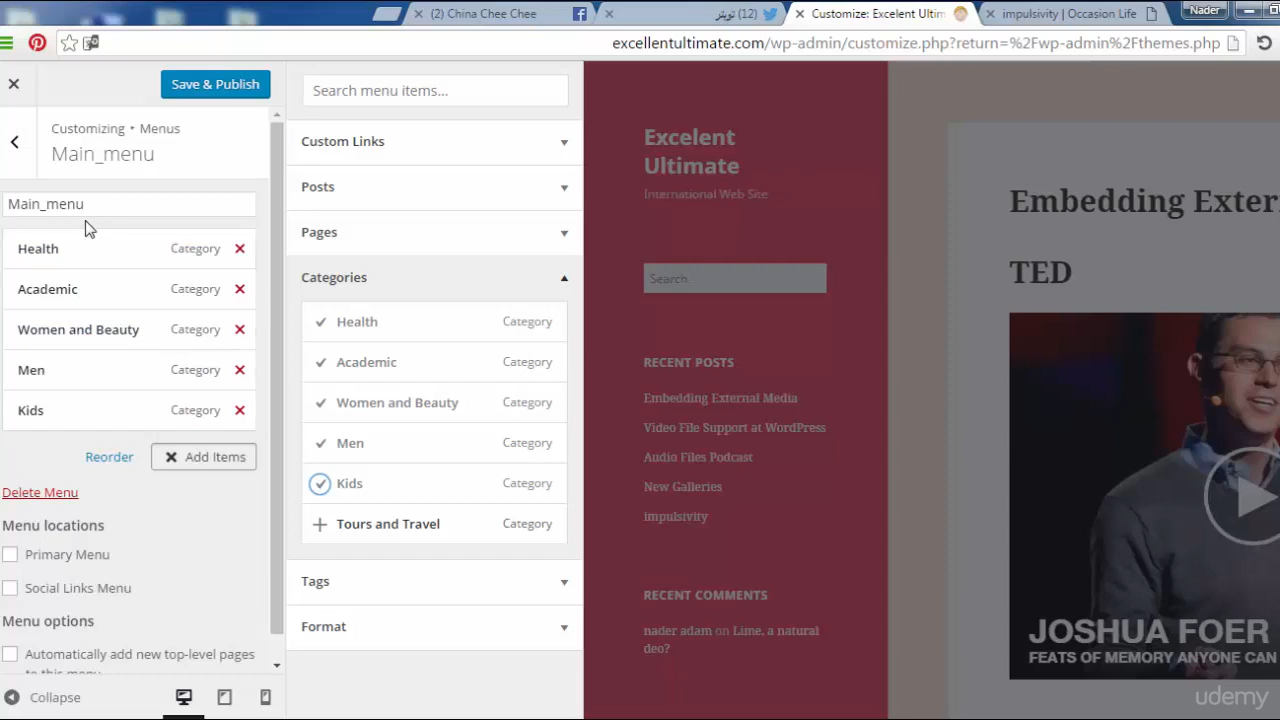 (2) China Chee Chee
(12) تويتر
Customize: Excelent Ultim
impulsivity | Occasion Life
Nader
excellentultimate.com/wp-admin/customize.php?return=%2Fwp-admin%2Fthemes.php
Save & Publish
Customizing • Menus
Main_menu
Main_menu
Health Category
Academic Category
Women and Beauty Category
Men Category
Kids Category
Reorder Add Items
Delete Menu
Menu locations
Primary Menu
Social Links Menu
Menu options
Automatically add new top-level pages
to this menu
Collapse
Search menu items...
Custom Links
Posts
Pages
Categories
Health Category
Academic Category
Women and Beauty Category
Men Category
Kids Category
Tours and Travel Category
Tags
Format
Excelent
Ultimate
International Web Site
Search
RECENT POSTS
Embedding External Media
Video File Support at WordPress
Audio Files Podcast
New Galleries
impulsivity
RECENT COMMENTS
nader adam on Lime, a natural
deo?
Embedding Exter
TED
JOSHUA FOER
FEATS OF MEMORY ANYONE CAN
udemy